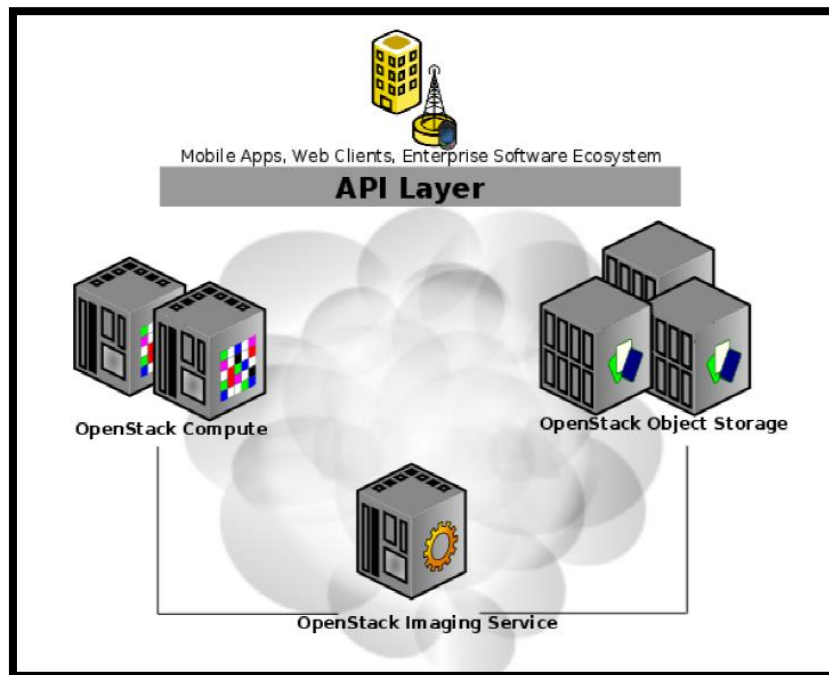 Mobile Apps, Web Clients, Enterprise Software Ecosystem
API Layer
OpenStack Compute
OpenStack Object Storage
OpenStack Imaging Service